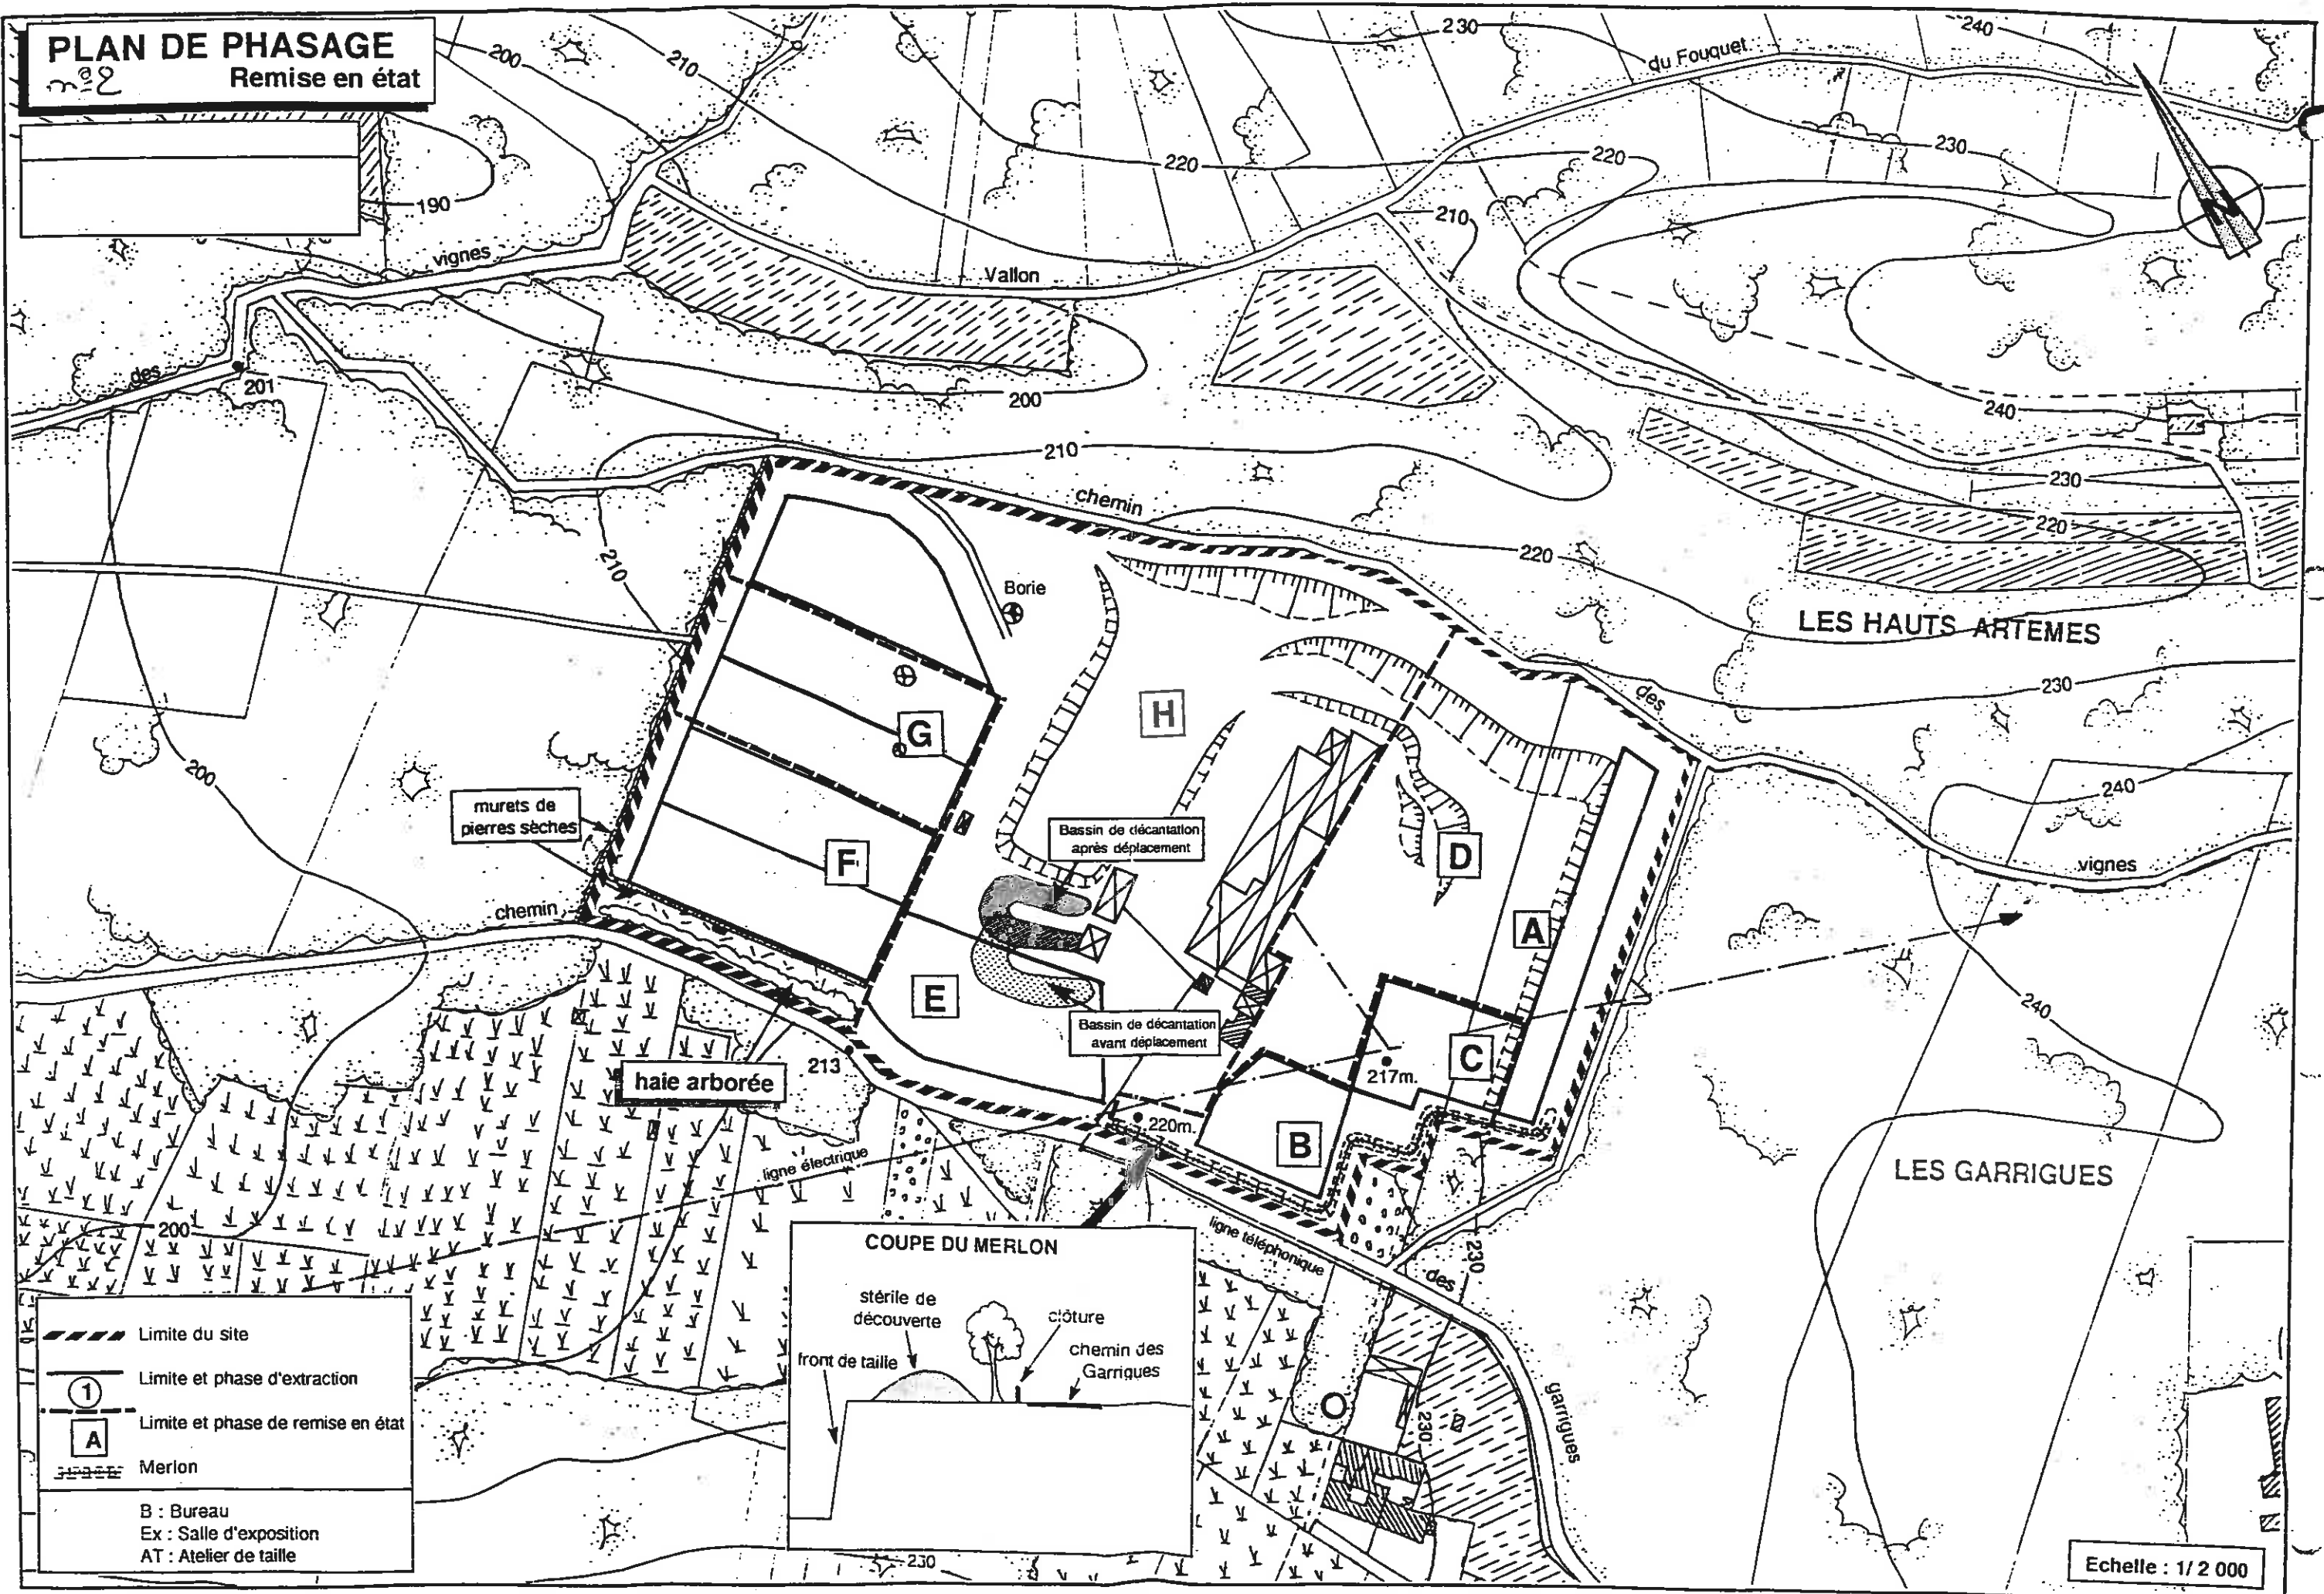 PLAN DE PHASAGE
nº2 Remise en état
200
210
230
du Fouquet
240
190
220
220
230
vignes
Vallon
210
des
201
200
240
210
230
chemin
220
220
210
Borie
LES HAUTS ARTEMES
H
des
230
G
200
murets de
pierres sèches
Bassin de décantation
après déplacement
240
F
D
vignes
chemin
A
E
240
Bassin de décantation
avant déplacement
C
213
217m.
haie arborée
220m.
B
ligne électrique
LES GARRIGUES
200
ligne téléphonique
230
des
COUPE DU MERLON
stérile de
découverte
clôture
front de taille
chemin des
Garrigues
garrigues
230
230
Limite du site
Limite et phase d'extraction
1
Limite et phase de remise en état
A
Merlon
B : Bureau
Ex : Salle d'exposition
AT : Atelier de taille
Echelle : 1/ 2 000